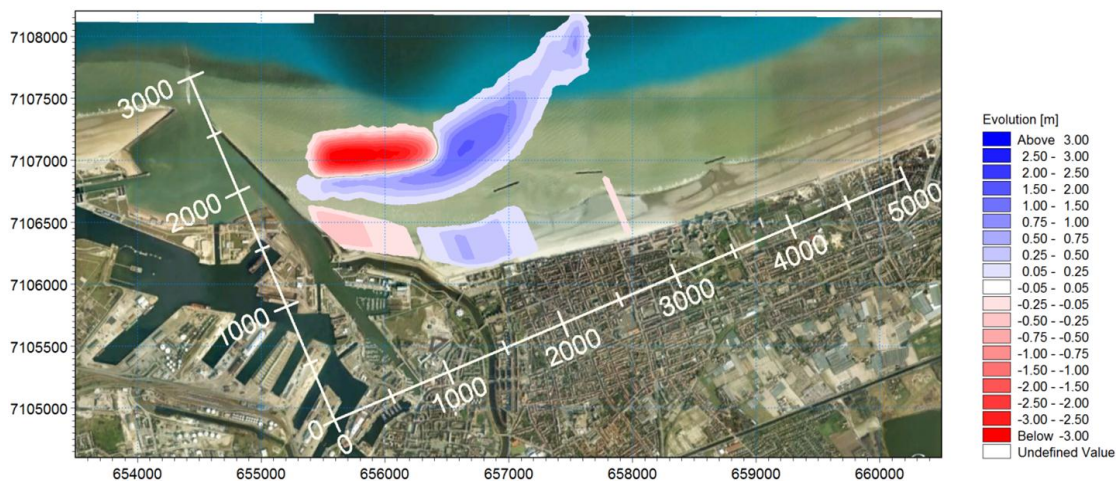 7108000
7107500
7107000
7106500
7106000
7105500
7105000
654000 655000 656000 657000 658000 659000 660000
3000
2000
1000
0
0
1000
2000
3000
4000
5000
Evolution [m]
Above 3.00
2.50 - 3.00
2.00 - 2.50
1.50 - 2.00
1.00 - 1.50
0.75 - 1.00
0.50 - 0.75
0.25 - 0.50
0.05 - 0.25
-0.05 - 0.05
-0.25 - -0.05
-0.50 - -0.25
-0.75 - -0.50
-1.00 - -0.75
-1.50 - -1.00
-2.00 - -1.50
-2.50 - -2.00
-3.00 - -2.50
Below -3.00
Undefined Value